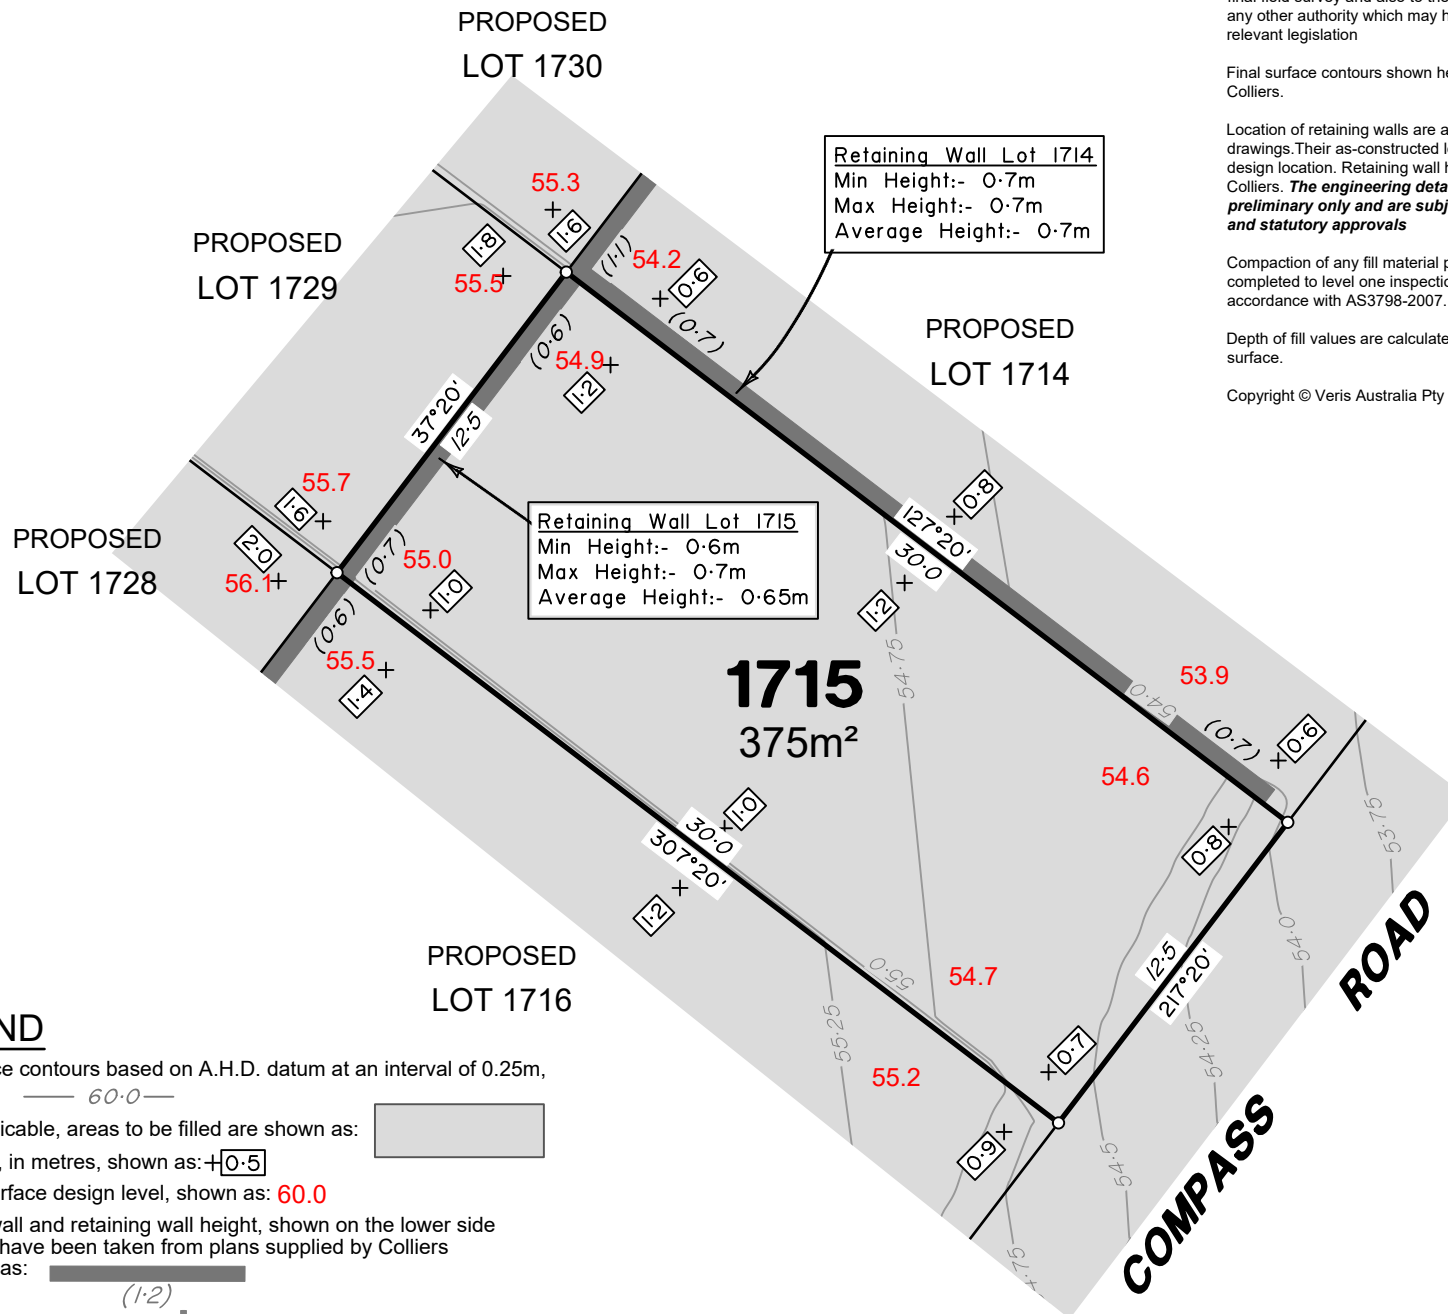 PROPOSED
LOT 1730
any other authority which may h
relevant legislation
Final surface contours shown he
Colliers.
Location of retaining walls are a
drawings.Their as-constructed l
design location. Retaining wall h
Colliers. The engineering deta
preliminary only and are subj
and statutory approvals
Compaction of any fill material p
completed to level one inspectio
accordance with AS3798-2007.
Depth of fill values are calculate
surface.
Copyright © Veris Australia Pty
Retaining Wall Lot 1714
Min Height:- 0.7m
Max Height:- 0.7m
Average Height:- 0.7m
55.3
1.6
1.8
55.5
(1.1)
54.2
0.6
(0.7)
PROPOSED
LOT 1729
PROPOSED
LOT 1714
(0.6)
54.9
1.2
37°20'
12.5
55.7
1.6
2.0
56.1
PROPOSED
LOT 1728
(0.7)
55.0
1.0
(0.6)
55.5
1.4
Retaining Wall Lot 1715
Min Height:- 0.6m
Max Height:- 0.7m
Average Height:- 0.65m
0.8
127°20'
30.0
1.2
54.75
1715
375m²
54.0
53.9
(0.7)
0.6
54.6
53.75
0.8
1.0
30.0
307°20'
1.2
PROPOSED
LOT 1716
55.0
54.7
55.25
55.2
0.7
0.9
12.5
217°20'
54.0
54.25
54.5
4.75
COMPASS ROAD
ND
ce contours based on A.H.D. datum at an interval of 0.25m,
60.0
icable, areas to be filled are shown as:
, in metres, shown as:+0.5
rface design level, shown as: 60.0
wall and retaining wall height, shown on the lower side
have been taken from plans supplied by Colliers
as:
(1.2)